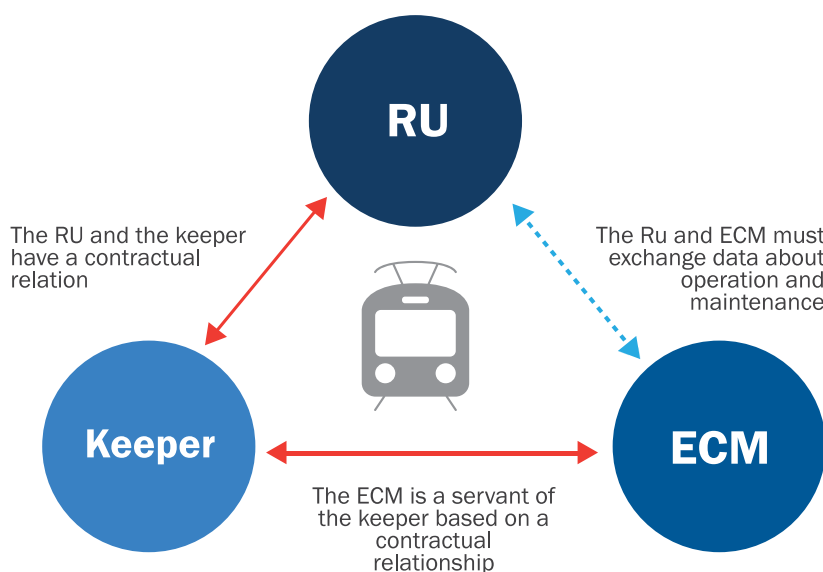 RU
The RU and the keeper
have a contractual
relation
The Ru and ECM must
exchange data about
operation and
maintenance
Keeper
ECM
The ECM is a servant of
the keeper based on a
contractual
relationship